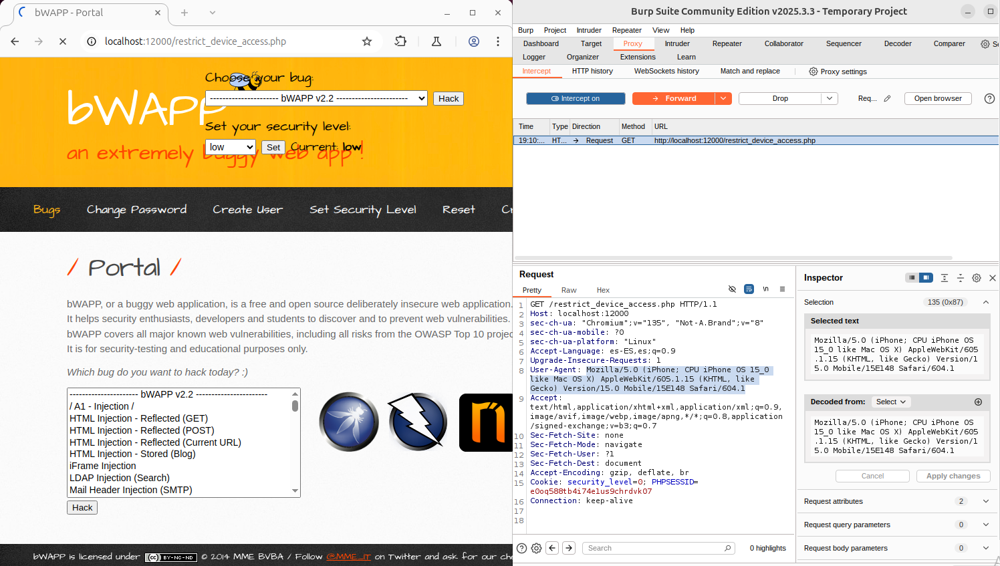 bWAPP - Portal
localhost:12000/restrict_device_access.php
Choose your bug:
---------------------- bWAPP v2.2 -----------------------
Hack
bWAPP
Set your security level:
low
Set
Current: low
an extremely buggy web app !
Bugs
Change Password
Create User
Set Security Level
Reset
/ Portal /
bWAPP, or a buggy web application, is a free and open source deliberately insecure web application.
It helps security enthusiasts, developers and students to discover and to prevent web vulnerabilities.
bWAPP covers all major known web vulnerabilities, including all risks from the OWASP Top 10 projec
It is for security-testing and educational purposes only.
Which bug do you want to hack today? :)
---------------------- bWAPP v2.2 -----------------------
/ A1 - Injection /
HTML Injection - Reflected (GET)
HTML Injection - Reflected (POST)
HTML Injection - Reflected (Current URL)
HTML Injection - Stored (Blog)
iFrame Injection
LDAP Injection (Search)
Mail Header Injection (SMTP)
Hack
bWAPP is licensed under (cc) BY-NC-ND © 2014 MME BVBA / Follow @MME_IT on Twitter and ask for our che
Burp Suite Community Edition v2025.3.3 - Temporary Project
Burp Project Intruder Repeater View Help
Dashboard Target Proxy Intruder Repeater Collaborator Sequencer Decoder Comparer Se
Logger Organizer Extensions Learn
Intercept HTTP history WebSockets history Match and replace Proxy settings
Intercept on Forward Drop Req... Open browser
Time Type Direction Method URL
19:10:... HT... → Request GET http://localhost:12000/restrict_device_access.php
Request
Pretty Raw Hex \n
1 GET /restrict_device_access.php HTTP/1.1
2 Host: localhost:12000
3 sec-ch-ua: "Chromium";v="135", "Not-A.Brand";v="8"
4 sec-ch-ua-mobile: ?0
5 sec-ch-ua-platform: "Linux"
6 Accept-Language: es-ES,es;q=0.9
7 Upgrade-Insecure-Requests: 1
8 User-Agent: Mozilla/5.0 (iPhone; CPU iPhone OS 15_0
like Mac OS X) AppleWebKit/605.1.15 (KHTML, like
Gecko) Version/15.0 Mobile/15E148 Safari/604.1
9 Accept:
text/html,application/xhtml+xml,application/xml;q=0.9,
image/avif,image/webp,image/apng,*/*;q=0.8,application
/signed-exchange;v=b3;q=0.7
10 Sec-Fetch-Site: none
11 Sec-Fetch-Mode: navigate
12 Sec-Fetch-User: ?1
13 Sec-Fetch-Dest: document
14 Accept-Encoding: gzip, deflate, br
15 Cookie: security_level=0; PHPSESSID=
e0oq588tb4i74e1us9chrdvk07
16 Connection: keep-alive
17
18
Search
0 highlights
Inspector
Selection 135 (0x87)
Selected text
Mozilla/5.0 (iPhone; CPU iPhone OS
15_0 like Mac OS X) AppleWebKit/605
.1.15 (KHTML, like Gecko) Version/1
5.0 Mobile/15E148 Safari/604.1
Decoded from: Select
Mozilla/5.0 (iPhone; CPU iPhone OS
15_0 like Mac OS X) AppleWebKit/605
.1.15 (KHTML, like Gecko) Version/1
5.0 Mobile/15E148 Safari/604.1
Cancel
Apply changes
Request attributes 2
Request query parameters 0
Request body parameters 0